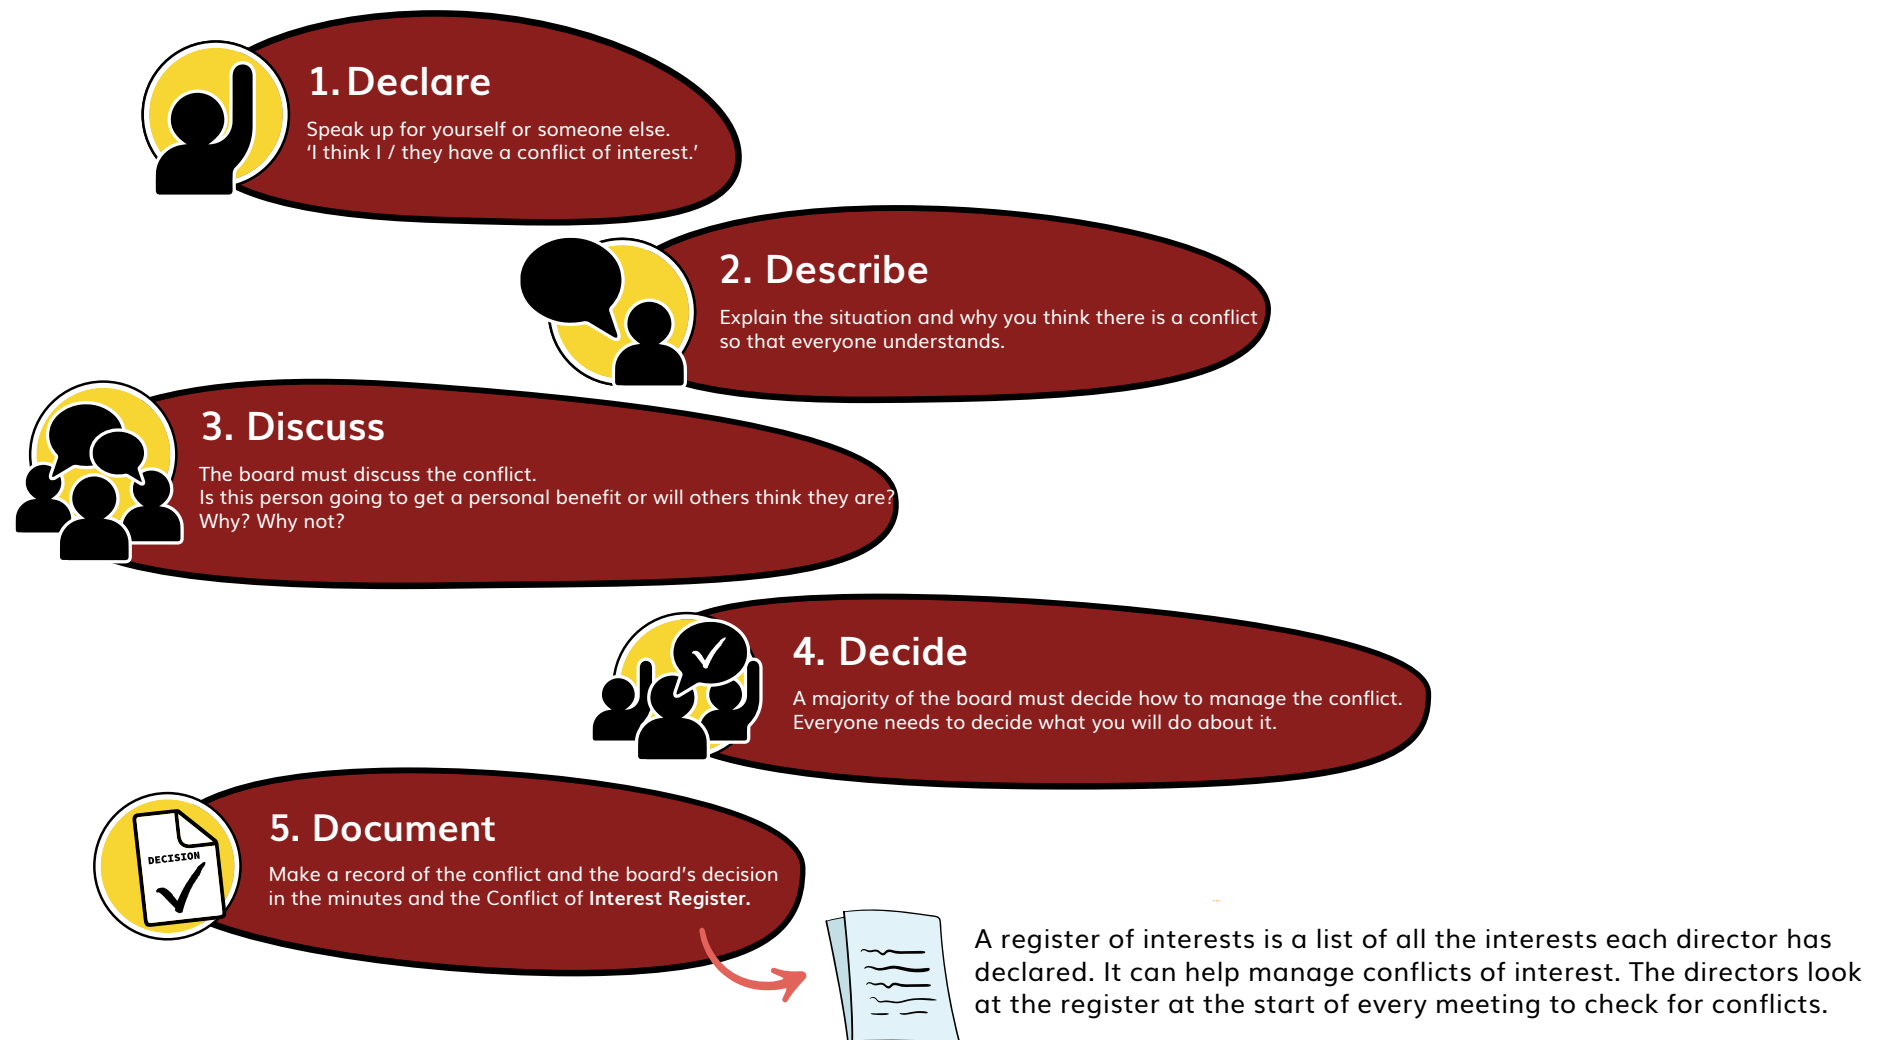 1. Declare
Speak up for yourself or someone else.
‘I think I / they have a conflict of interest.’
2. Describe
Explain the situation and why you think there is a conflict
so that everyone understands.
3. Discuss
The board must discuss the conflict.
Is this person going to get a personal benefit or will others think they are?
Why? Why not?
4. Decide
A majority of the board must decide how to manage the conflict.
Everyone needs to decide what you will do about it.
5. Document
DECISION
Make a record of the conflict and the board’s decision
in the minutes and the Conflict of Interest Register.
A register of interests is a list of all the interests each director has
declared. It can help manage conflicts of interest. The directors look
at the register at the start of every meeting to check for conflicts.